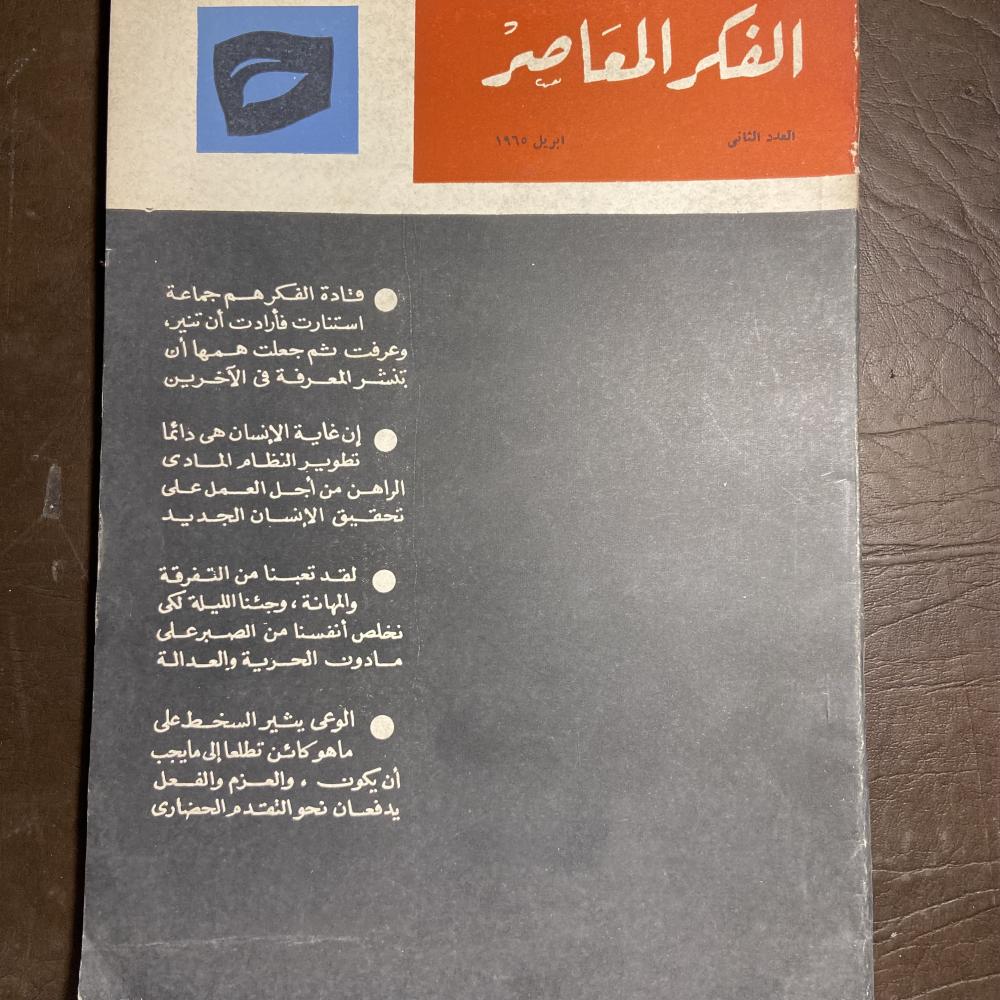 الفكر المعاصر
العدد الثانى
ابريل ١٩٦٥
قادة الفكر هم جماعة
استنارت فأرادت أن تنير،
وعرفت ثم جعلت همها أن
تنشر المعرفة فى الآخرين
إن غاية الإنسان هى دائما
تطوير النظام المادى
الراهن من أجل العمل على
تحقيق الإنسان الجديد
لقد تعبنا من التفرقة
والمهانة، وجئنا الليلة لكى
نخلص أنفسنا من الصبر على
مادون الحرية والعدالة
الوعى يثير السخط على
ماهو كائن تطلعا إلى مايجب
أن يكون، والعزم والفعل
يدفعان نحو التقدم الحضارى